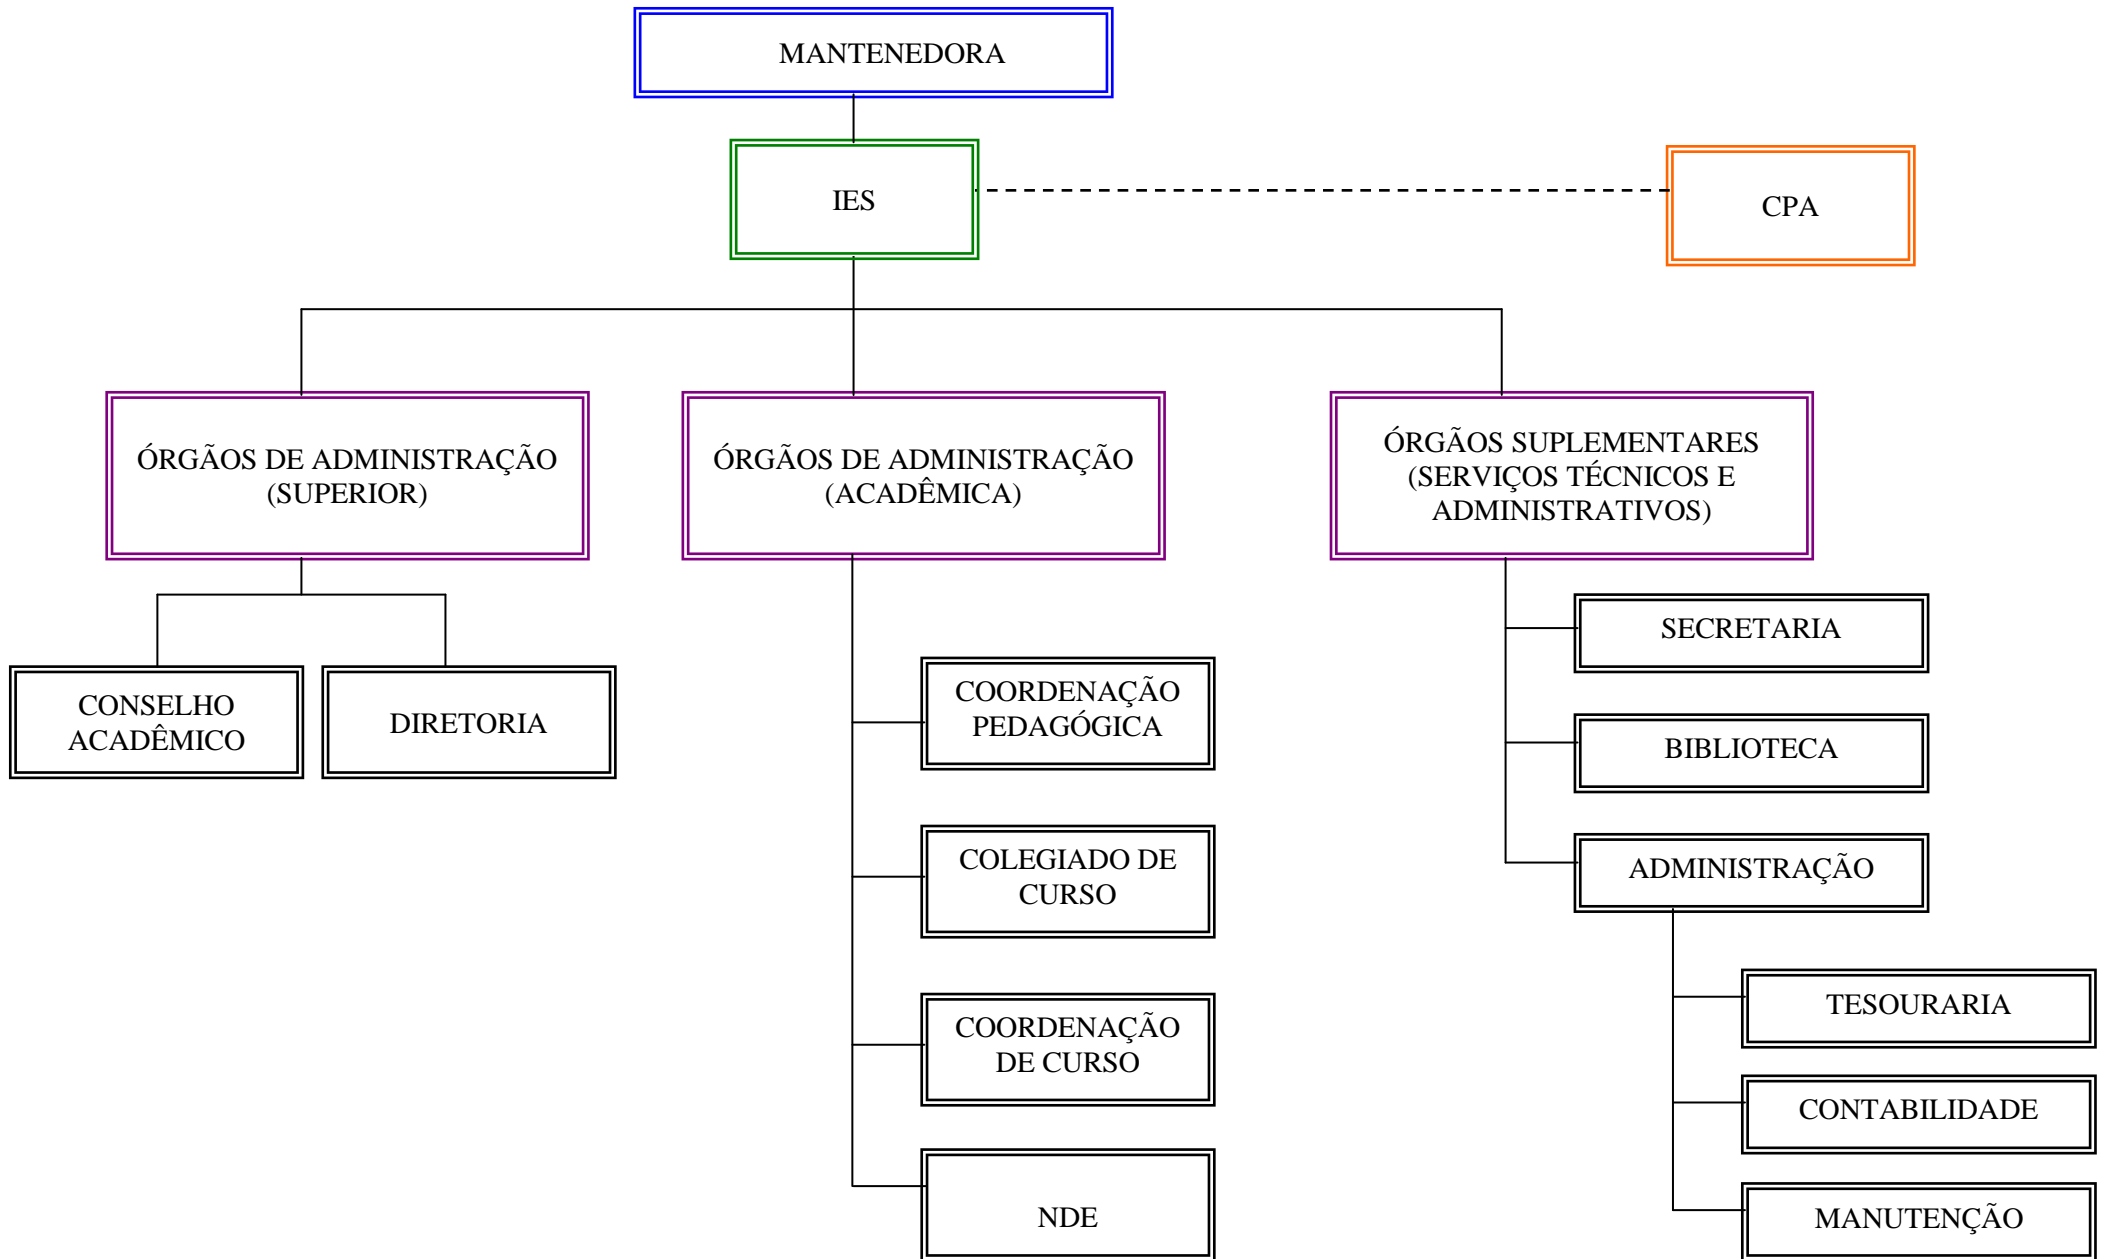 MANTENEDORA
IES
CPA
ÓRGÃOS DE ADMINISTRAÇÃO
(SUPERIOR)
ÓRGÃOS DE ADMINISTRAÇÃO
(ACADÊMICA)
ÓRGÃOS SUPLEMENTARES
(SERVIÇOS TÉCNICOS E
ADMINISTRATIVOS)
CONSELHO
ACADÊMICO
DIRETORIA
COORDENAÇÃO
PEDAGÓGICA
COLEGIADO DE
CURSO
COORDENAÇÃO
DE CURSO
NDE
SECRETARIA
BIBLIOTECA
ADMINISTRAÇÃO
TESOURARIA
CONTABILIDADE
MANUTENÇÃO